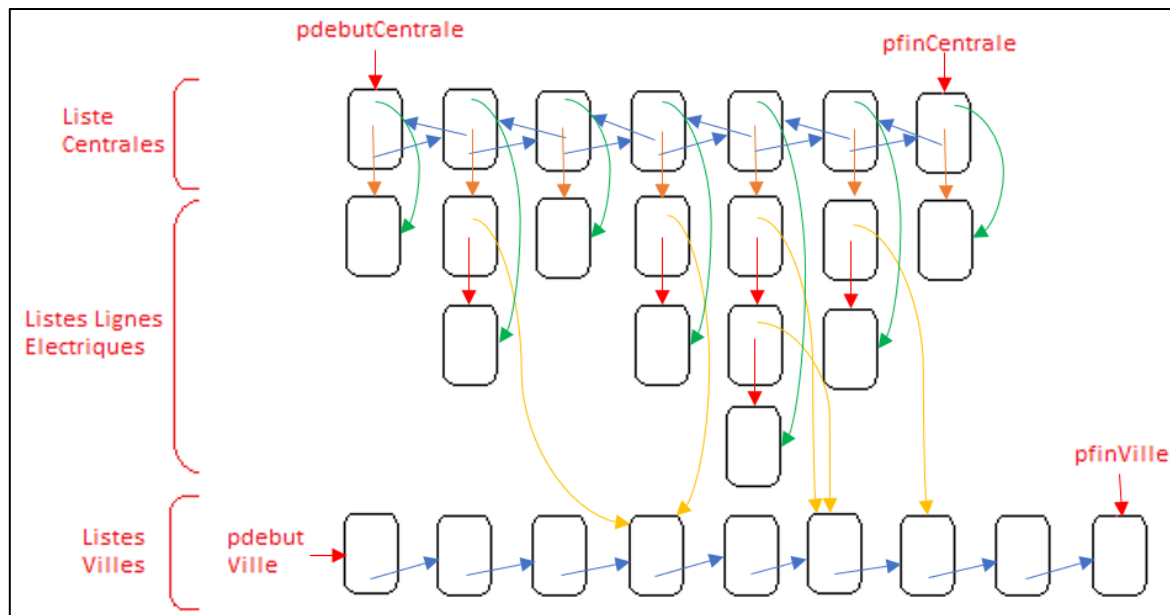 pdebutCentrale
pfinCentrale
Liste
Centrales
Listes Lignes
Electriques
pfinVille
Listes
Villes
pdebut
Ville